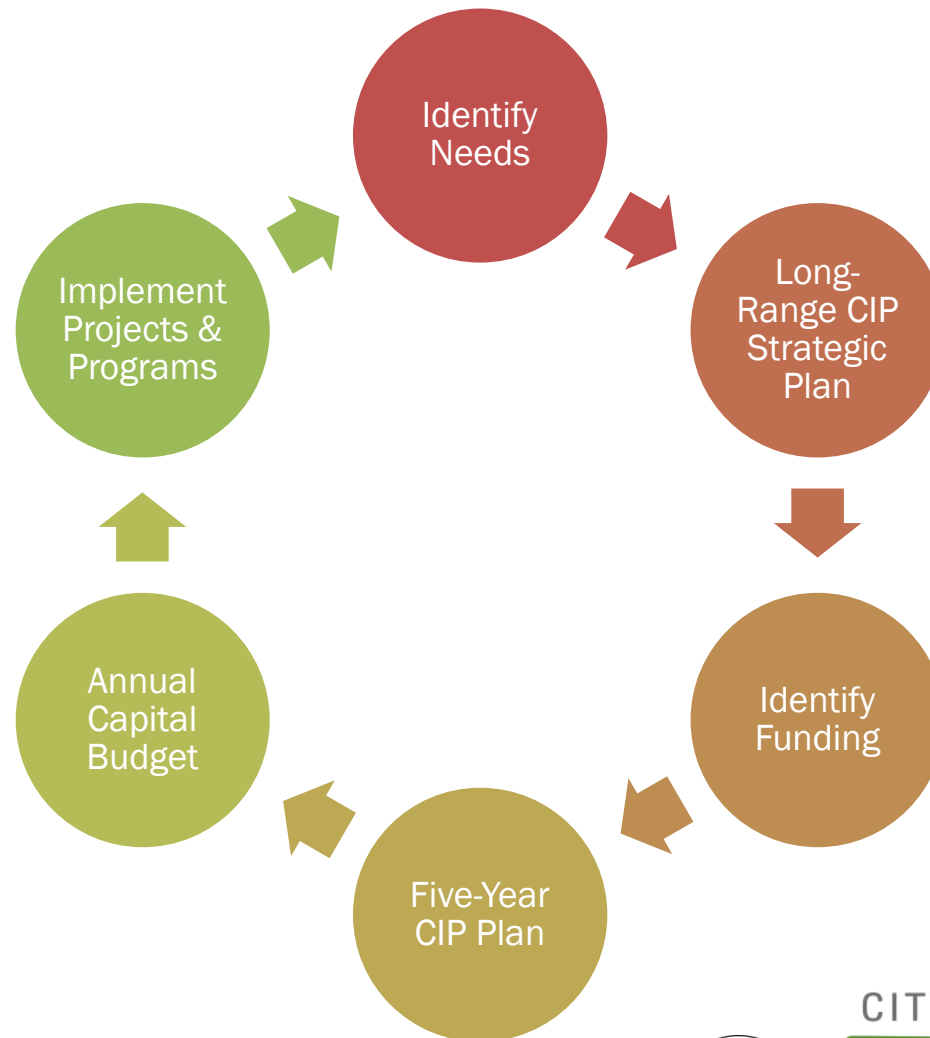 Identify
Needs
Long-
Range CIP
Strategic
Plan
Identify
Funding
Five-Year
CIP Plan
Annual
Capital
Budget
Implement
Projects &
Programs
CIT